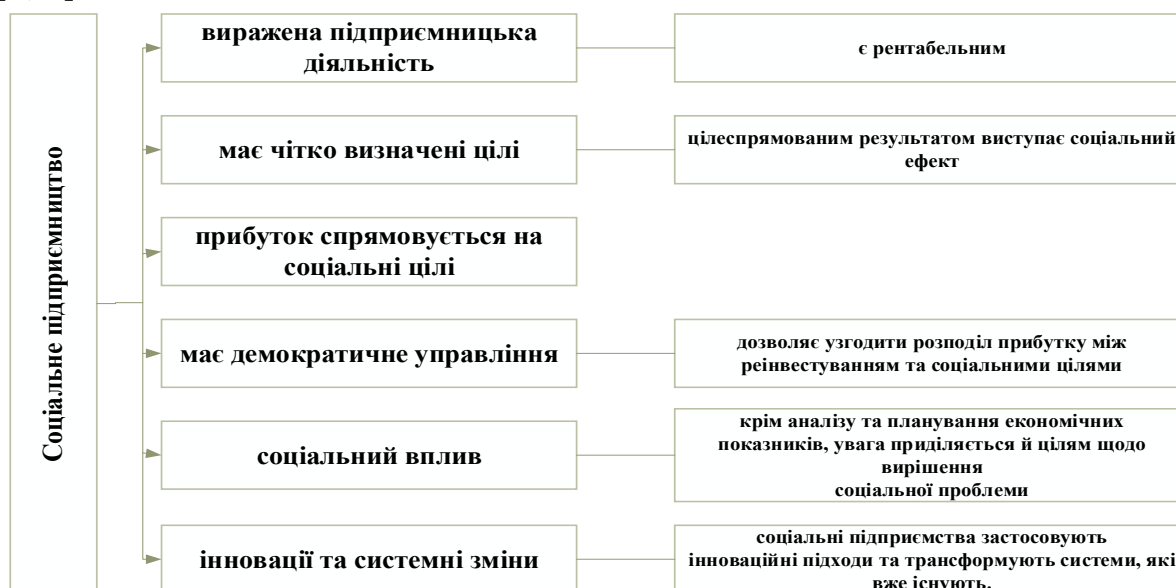 Соціальне підприємництво
виражена підприємницька
діяльність
є рентабельним
має чітко визначені цілі
цілеспрямованим результатом виступає соціальний
ефект
прибуток спрямовується на
соціальні цілі
має демократичне управління
дозволяє узгодити розподіл прибутку між
реінвестуванням та соціальними цілями
соціальний вплив
крім аналізу та планування економічних
показників, увага приділяється й цілям щодо
вирішення
соціальної проблеми
інновації та системні зміни
соціальні підприємства застосовують
інноваційні підходи та трансформують системи, які
вже існують.